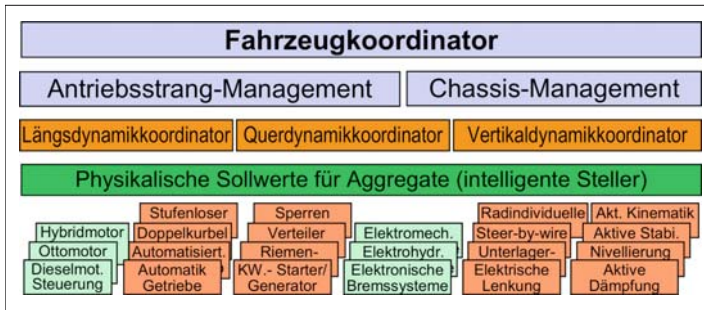 Fahrzeugkoordinator
Antriebsstrang-Management
Chassis-Management
Längsdynamikkoordinator
Querdynamikkoordinator
Vertikaldynamikkoordinator
Physikalische Sollwerte für Aggregate (intelligente Steller)
Hybridmotor
Ottomotor
Dieselmot.
Steuerung
Stufenloser
Doppelkurbel
Automatisiert.
Automatik
Getriebe
Sperren
Verteiler
Riemen-
KW.- Starter/
Generator
Elektromech.
Elektrohydr.
Elektronische
Bremssysteme
Radindividuelle
Steer-by-wire
Unterlager-
Elektrische
Lenkung
Akt. Kinematik
Aktive Stabi.
Nivellierung
Aktive
Dämpfung